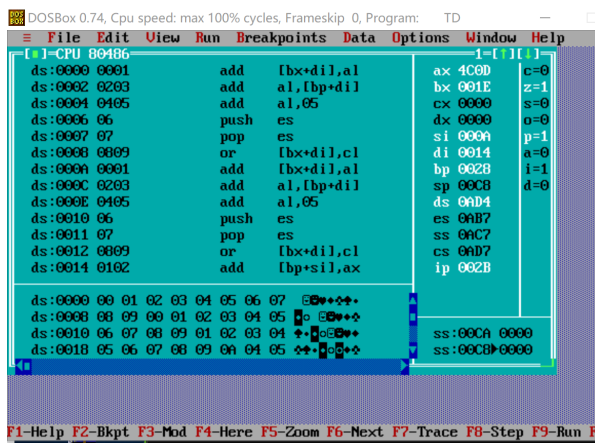 DOSBox 0.74, Cpu speed: max 100% cycles, Frameskip 0, Program: TD
≡ File Edit View Run Breakpoints Data Options Window Help
[■]=CPU 80486 1=[↑][↓]
ds:0000 0001 add [bx+di],al ax 4C0D c=0
ds:0002 0203 add al,[bp+di] bx 001E z=1
ds:0004 0405 add al,05 cx 0000 s=0
ds:0006 06 push es dx 0000 o=0
ds:0007 07 pop es si 000A p=1
ds:0008 0809 or [bx+di],cl di 0014 a=0
ds:000A 0001 add [bx+di],al bp 0028 i=1
ds:000C 0203 add al,[bp+di] sp 00C8 d=0
ds:000E 0405 add al,05 ds 0AD4
ds:0010 06 push es es 0AB7
ds:0011 07 pop es ss 0AC7
ds:0012 0809 or [bx+di],cl cs 0AD7
ds:0014 0102 add [bp+si],ax ip 002B
ds:0000 00 01 02 03 04 05 06 07 ☺☻♥♦♣♠•
ds:0008 08 09 00 01 02 03 04 05 ◘○ ☺☻♥♦♣
ds:0010 06 07 08 09 01 02 03 04 ♠•◘○☺☻♥♦ ss:00CA 0000
ds:0018 05 06 07 08 09 0A 04 05 ♣♠•◘○◙♦♣ ss:00C8►0000
F1-Help F2-Bkpt F3-Mod F4-Here F5-Zoom F6-Next F7-Trace F8-Step F9-Run F